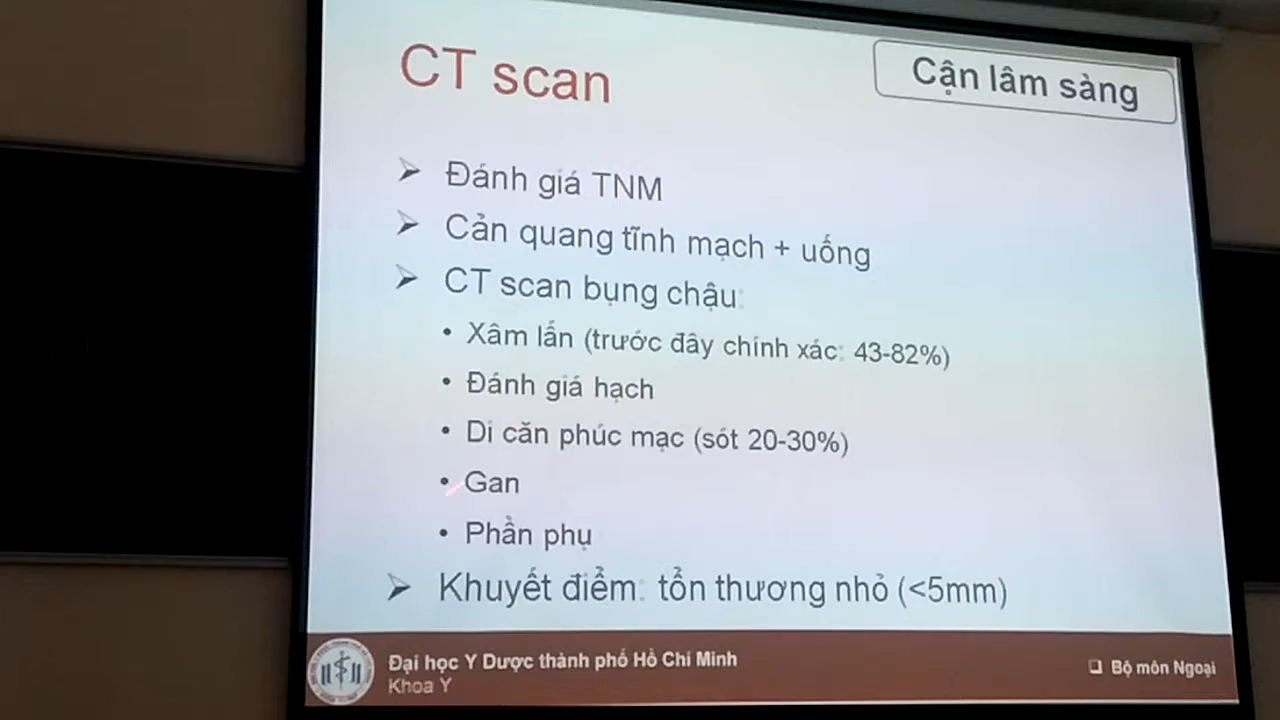 CT scan
Cận lâm sàng
Đánh giá TNM
Cản quang tĩnh mạch + uống
CT scan bụng chậu:
Xâm lấn (trước đây chính xác: 43-82%)
Đánh giá hạch
Di căn phúc mạc (sót 20-30%)
Gan
Phần phụ
Khuyết điểm: tổn thương nhỏ (<5mm)
Đại học Y Dược thành phố Hồ Chí Minh
Khoa Y
Bộ môn Ngoại